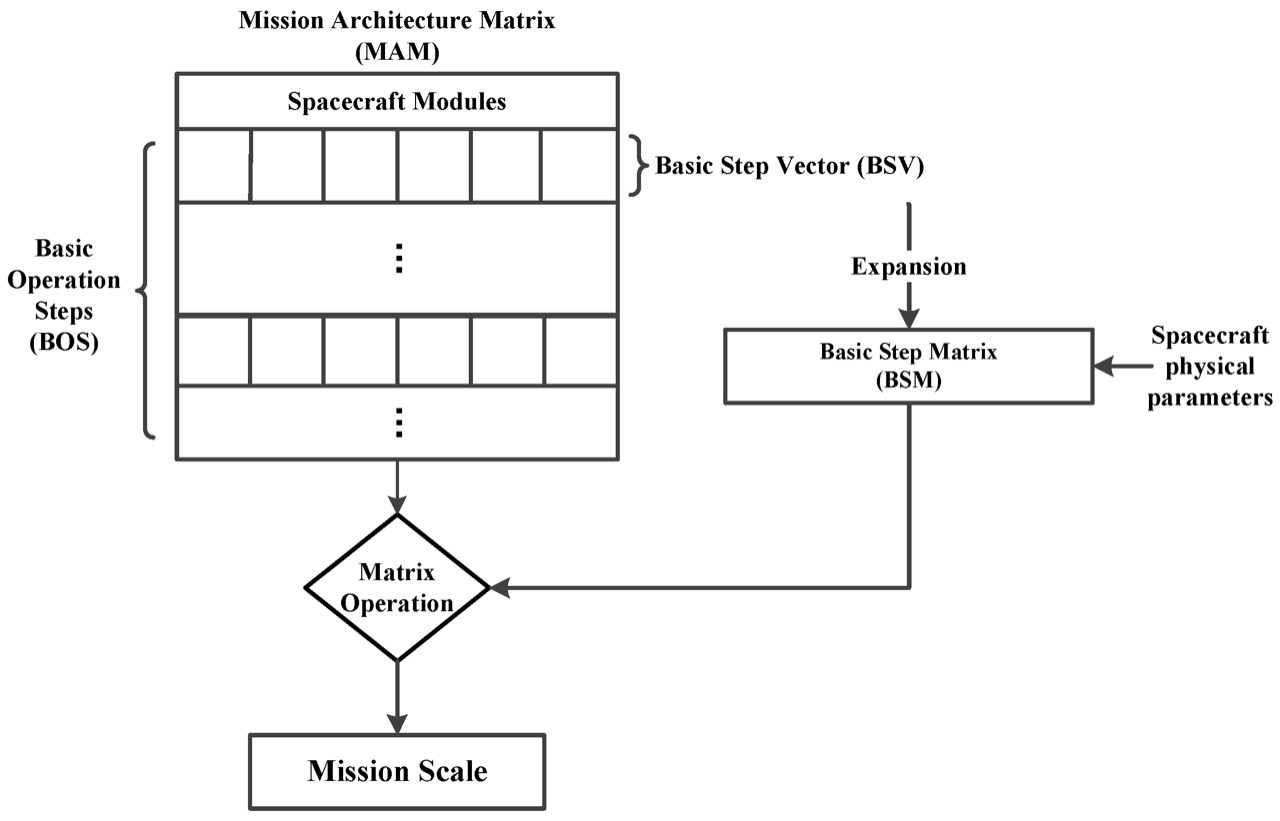 Mission Architecture Matrix
(MAM)
Spacecraft Modules
Basic Step Vector (BSV)
Basic
Operation
Steps
(BOS)
Expansion
Basic Step Matrix
(BSM)
Spacecraft
physical
parameters
Matrix
Operation
Mission Scale